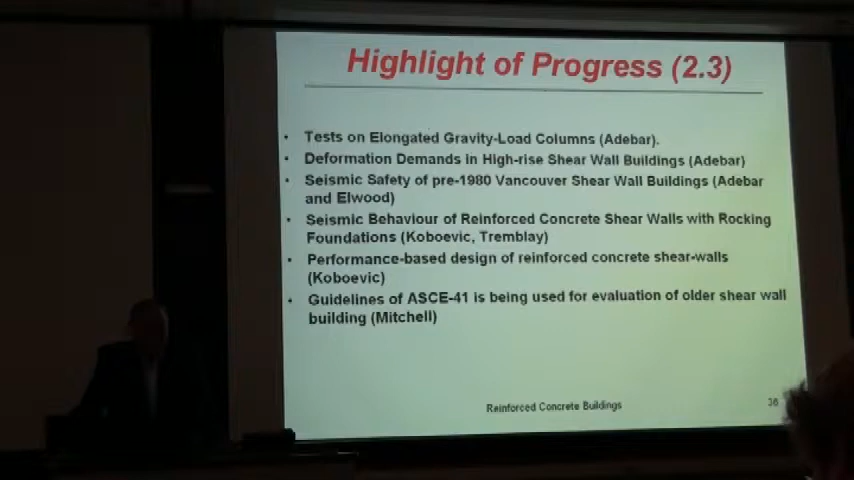 Highlight of Progress (2.3)
• Tests on Elongated Gravity-Load Columns (Adebar).
• Deformation Demands in High-rise Shear Wall Buildings (Adebar)
• Seismic Safety of pre-1980 Vancouver Shear Wall Buildings (Adebar
and Elwood)
• Seismic Behaviour of Reinforced Concrete Shear Walls with Rocking
Foundations (Koboevic, Tremblay)
• Performance-based design of reinforced concrete shear-walls
(Koboevic)
• Guidelines of ASCE-41 is being used for evaluation of older shear wall
building (Mitchell)
Reinforced Concrete Buildings
36